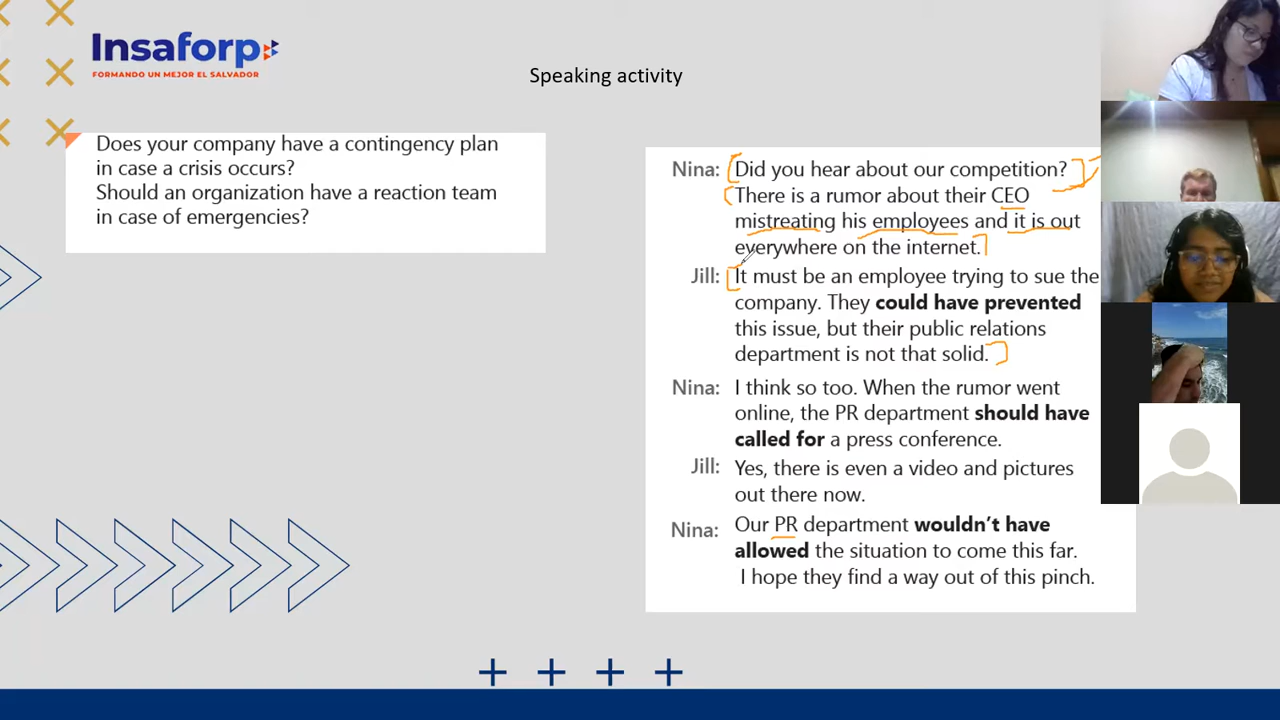 Insaforp
FORMANDO UN MEJOR EL SALVADOR
Speaking activity
Does your company have a contingency plan
in case a crisis occurs?
Should an organization have a reaction team
in case of emergencies?
Nina: Did you hear about our competition?
There is a rumor about their CEO
mistreating his employees and it is out
everywhere on the internet.
Jill: It must be an employee trying to sue the
company. They could have prevented
this issue, but their public relations
department is not that solid.
Nina: I think so too. When the rumor went
online, the PR department should have
called for a press conference.
Jill: Yes, there is even a video and pictures
out there now.
Nina: Our PR department wouldn’t have
allowed the situation to come this far.
I hope they find a way out of this pinch.